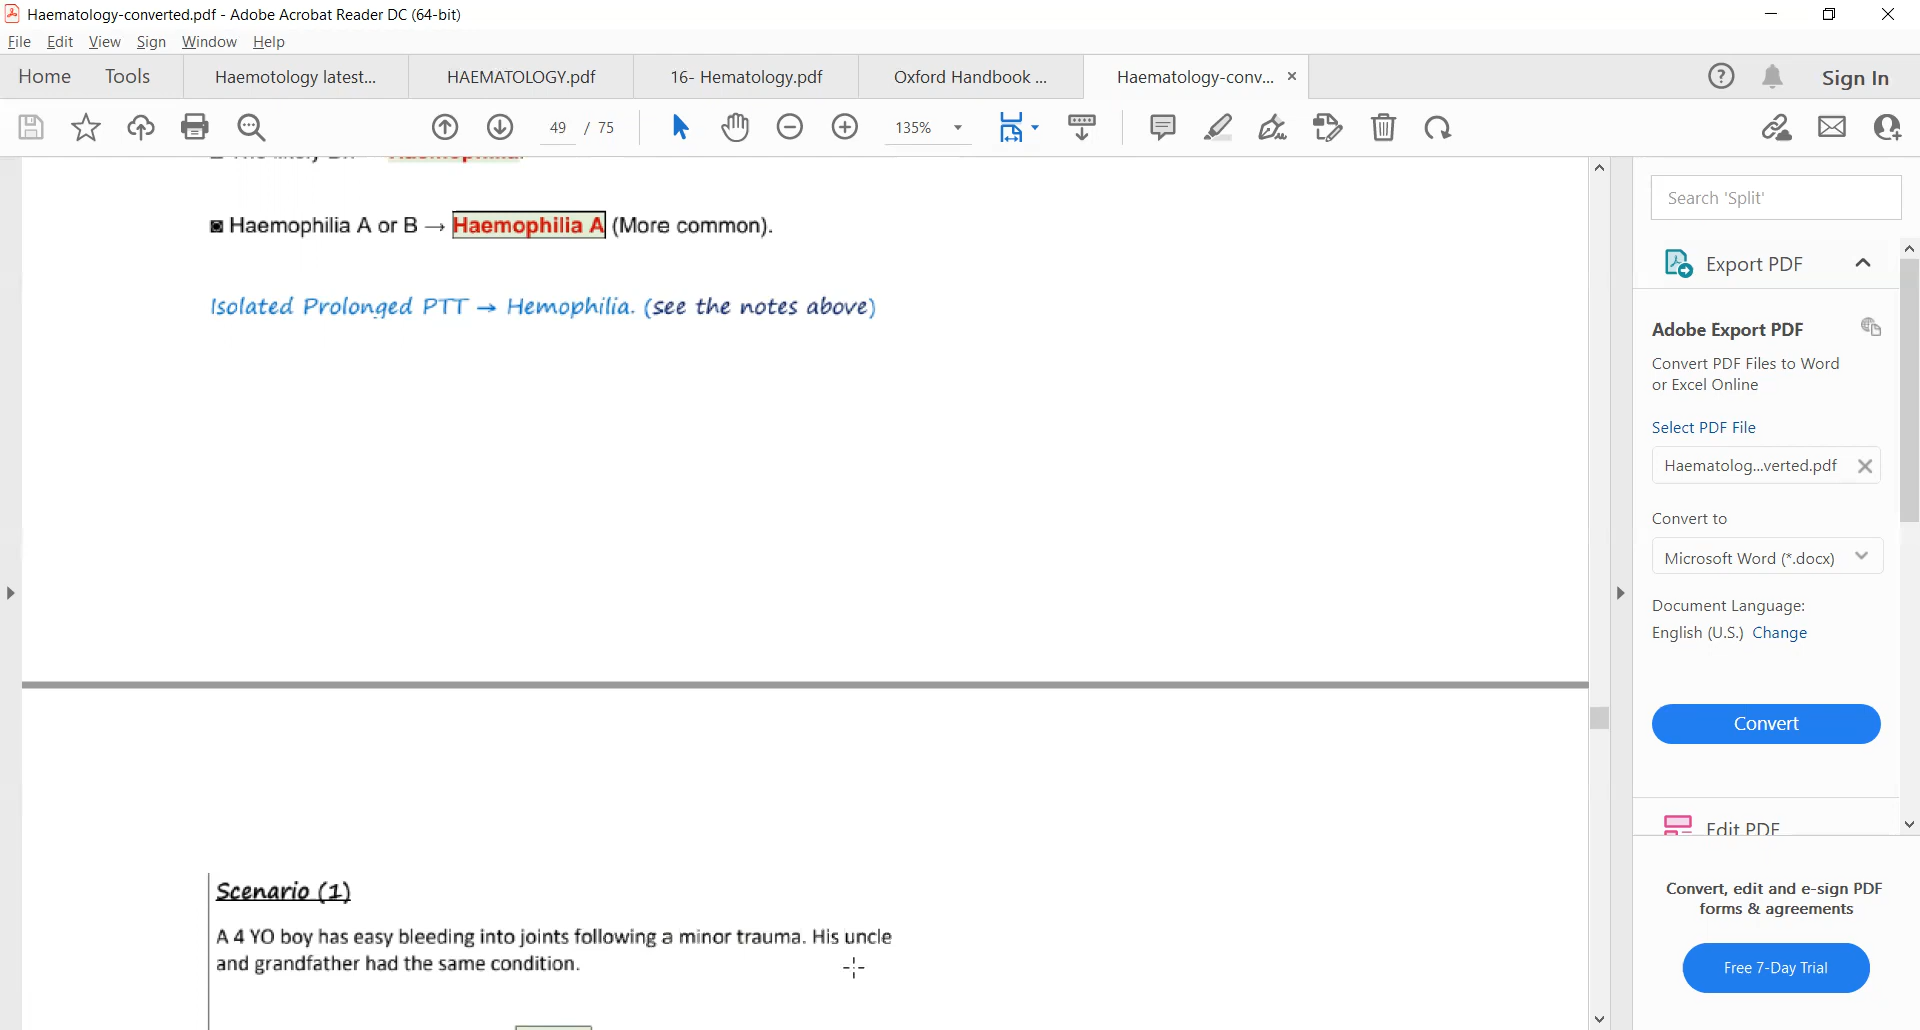 Haematology-converted.pdf - Adobe Acrobat Reader DC (64-bit)
File Edit View Sign Window Help
Home Tools Haemotology latest... HAEMATOLOGY.pdf 16- Hematology.pdf Oxford Handbook ... Haematology-conv... × Sign In
49 / 75 135%
Haemophilia A or B → Haemophilia A (More common).
Isolated Prolonged PTT → Hemophilia. (see the notes above)
Scenario (1)
A 4 YO boy has easy bleeding into joints following a minor trauma. His uncle
and grandfather had the same condition.
Search 'Split'
Export PDF
Adobe Export PDF
Convert PDF Files to Word
or Excel Online
Select PDF File
Haematolog...verted.pdf
Convert to
Microsoft Word (*.docx)
Document Language:
English (U.S.) Change
Convert
Edit PDF
Convert, edit and e-sign PDF
forms & agreements
Free 7-Day Trial